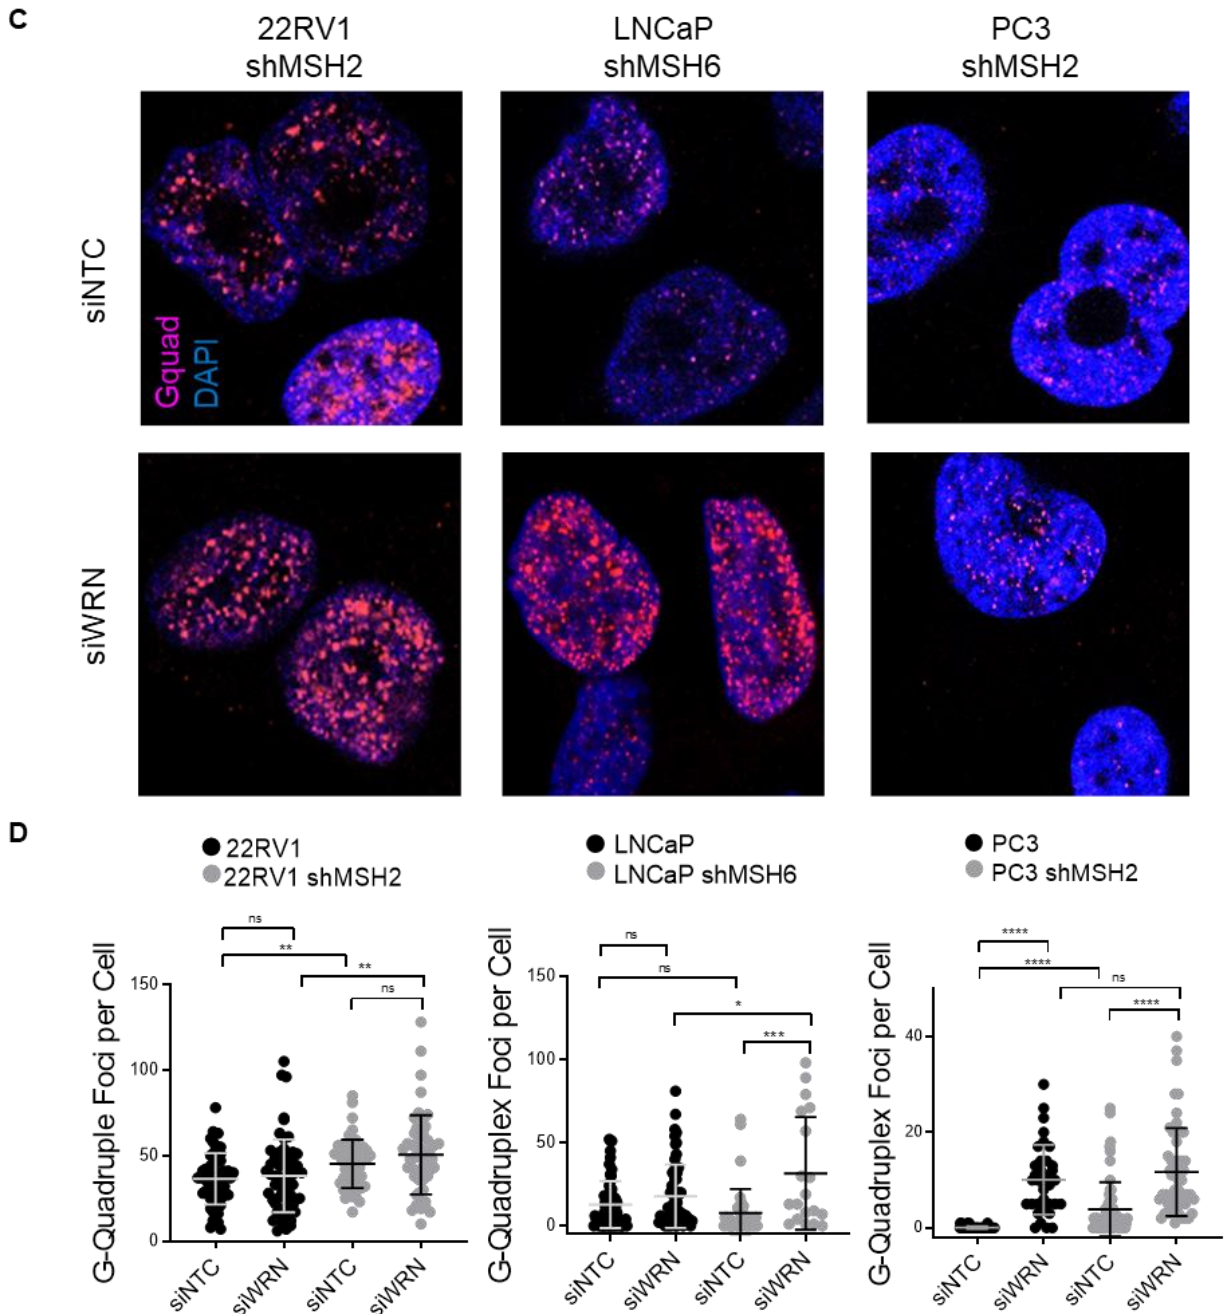 C
22RV1
shMSH2
LNCaP
shMSH6
PC3
shMSH2
siNTC
Gquad
DAPI
siWRN
D
22RV1
22RV1 shMSH2
LNCaP
LNCaP shMSH6
PC3
PC3 shMSH2
G-Quadruple Foci per Cell
ns
**
**
ns
150
100
50
0
siNTC
siWRN
siNTC
siWRN
G-Quadruplex Foci per Cell
ns
ns
*
***
150
100
50
0
siNTC
siWRN
siNTC
siWRN
G-Quadruplex Foci per Cell
****
****
ns
****
40
20
0
siNTC
siWRN
siNTC
siWRN